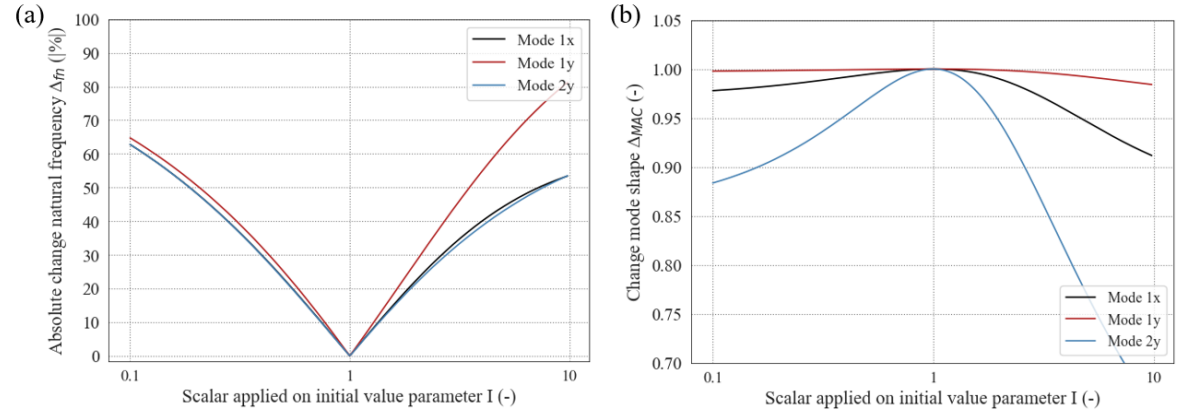 (a)
Absolute change natural frequency Δfn (|%|)
100
90
80
70
60
50
40
30
20
10
0
Mode 1x
Mode 1y
Mode 2y
0.1
1
10
Scalar applied on initial value parameter I (-)
(b)
Change mode shape ΔMAC (-)
1.05
1.00
0.95
0.90
0.85
0.80
0.75
0.70
Mode 1x
Mode 1y
Mode 2y
0.1
1
10
Scalar applied on initial value parameter I (-)